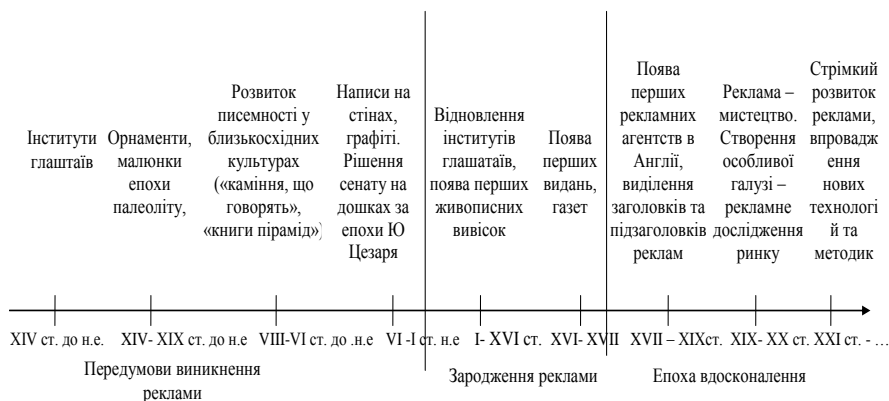 Інститути
глаштаїв
Орнаменти,
малюнки
епохи
палеоліту,
Розвиток
писемності у
близькосхідних
культурах
(«каміння, що
говорять»,
«книги пірамід»)
Написи на
стінах,
графіті.
Рішення
сенату на
дошках за
епохи Ю
Цезаря
Відновлення
інститутів
глашатаїв,
поява перших
живописних
вивісок
Поява
перших
видань,
газет
Поява
перших
рекламних
агентств в
Англії,
виділення
заголовків та
підзаголовків
реклам
Реклама –
мистецтво.
Створення
особливої
галузі –
рекламне
дослідження
ринку
Стрімкий
розвиток
реклами,
впровадж
ення
нових
технологі
й та
методик
XIV ст. до н.е.
XIV- XIX ст. до н.е
VIII-VI ст. до .н.е
VI -I ст. н.е
I- XVI ст.
XVI- XVII
XVII – XIXст.
XIX- XX ст.
XXI ст. - …
Передумови виникнення
реклами
Зародження реклами
Епоха вдосконалення